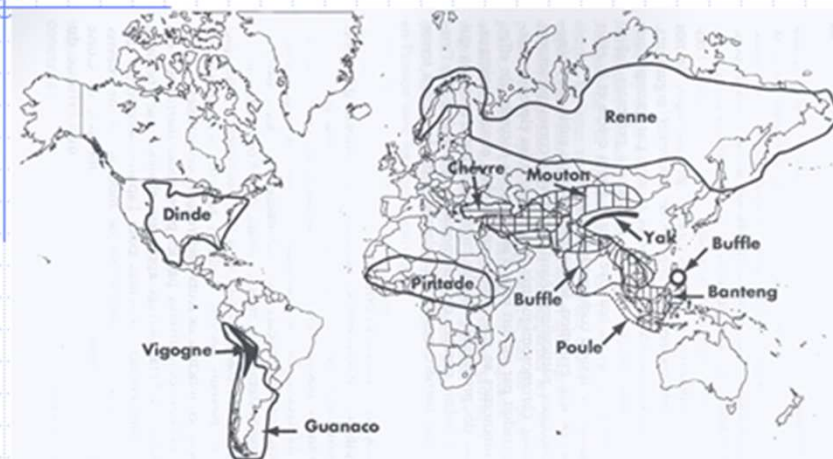 Renne
Chèvre
Mouton
Dinde
Yak
Buffle
Pintade
Buffle
Banteng
Vigogne
Poule
Guanaco